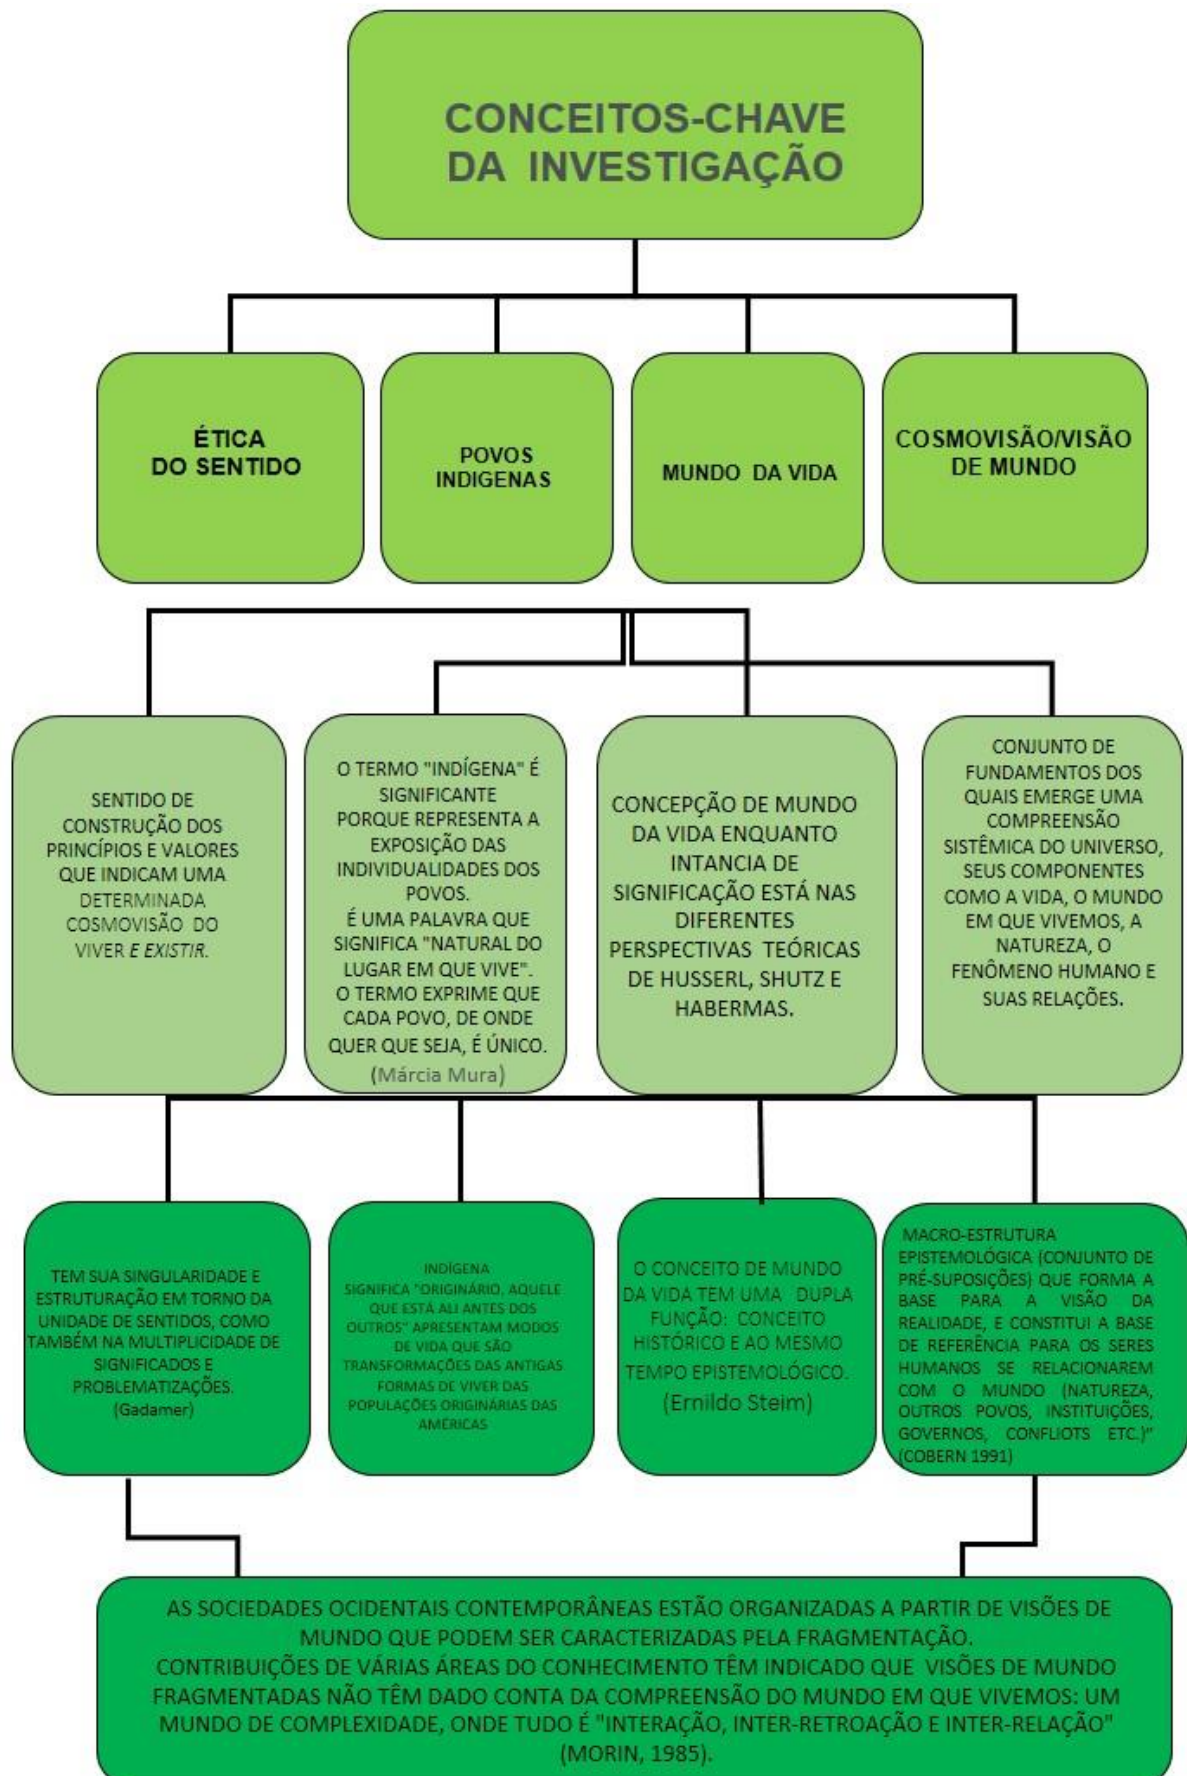 CONCEITOS-CHAVE
DA INVESTIGAÇÃO
ÉTICA
DO SENTIDO
POVOS
INDIGENAS
MUNDO DA VIDA
COSMOVISÃO/VISÃO
DE MUNDO
SENTIDO DE
CONSTRUÇÃO DOS
PRINCÍPIOS E VALORES
QUE INDICAM UMA
DETERMINADA
COSMOVISÃO DO
VIVER E EXISTIR.
O TERMO "INDÍGENA" É
SIGNIFICANTE
PORQUE REPRESENTA A
EXPOSIÇÃO DAS
INDIVIDUALIDADES DOS
POVOS.
É UMA PALAVRA QUE
SIGNIFICA "NATURAL DO
LUGAR EM QUE VIVE".
O TERMO EXPRIME QUE
CADA POVO, DE ONDE
QUER QUE SEJA, É ÚNICO.
(Márcia Mura)
CONCEPÇÃO DE MUNDO
DA VIDA ENQUANTO
INTANCIA DE
SIGNIFICAÇÃO ESTÁ NAS
DIFERENTES
PERSPECTIVAS TEÓRICAS
DE HUSSERL, SHUTZ E
HABERMAS.
CONJUNTO DE
FUNDAMENTOS DOS
QUAIS EMERGE UMA
COMPREENSÃO
SISTÊMICA DO UNIVERSO,
SEUS COMPONENTES
COMO A VIDA, O MUNDO
EM QUE VIVEMOS, A
NATUREZA, O
FENÔMENO HUMANO E
SUAS RELAÇÕES.
TEM SUA SINGULARIDADE E
ESTRUTURAÇÃO EM TORNO DA
UNIDADE DE SENTIDOS, COMO
TAMBÉM NA MULTIPLICIDADE DE
SIGNIFICADOS E
PROBLEMATIZAÇÕES.
(Gadamer)
INDÍGENA
SIGNIFICA "ORIGINÁRIO, AQUELE
QUE ESTÁ ALI ANTES DOS
OUTROS" APRESENTAM MODOS
DE VIDA QUE SÃO
TRANSFORMAÇÕES DAS ANTIGAS
FORMAS DE VIVER DAS
POPULAÇÕES ORIGINÁRIAS DAS
AMÉRICAS
O CONCEITO DE MUNDO
DA VIDA TEM UMA DUPLA
FUNÇÃO: CONCEITO
HISTÓRICO E AO MESMO
TEMPO EPISTEMOLÓGICO.
(Ernildo Steim)
MACRO-ESTRUTURA
EPISTEMOLÓGICA (CONJUNTO DE
PRÉ-SUPOSIÇÕES) QUE FORMA A
BASE PARA A VISÃO DA
REALIDADE, E CONSTITUI A BASE
DE REFERÊNCIA PARA OS SERES
HUMANOS SE RELACIONAREM
COM O MUNDO (NATUREZA,
OUTROS POVOS, INSTITUIÇÕES,
GOVERNOS, CONFLIOTS ETC.)"
(COBERN 1991)
AS SOCIEDADES OCIDENTAIS CONTEMPORÂNEAS ESTÃO ORGANIZADAS A PARTIR DE VISÕES DE
MUNDO QUE PODEM SER CARACTERIZADAS PELA FRAGMENTAÇÃO.
CONTRIBUIÇÕES DE VÁRIAS ÁREAS DO CONHECIMENTO TÊM INDICADO QUE VISÕES DE MUNDO
FRAGMENTADAS NÃO TÊM DADO CONTA DA COMPREENSÃO DO MUNDO EM QUE VIVEMOS: UM
MUNDO DE COMPLEXIDADE, ONDE TUDO É "INTERAÇÃO, INTER-RETROAÇÃO E INTER-RELAÇÃO"
(MORIN, 1985).